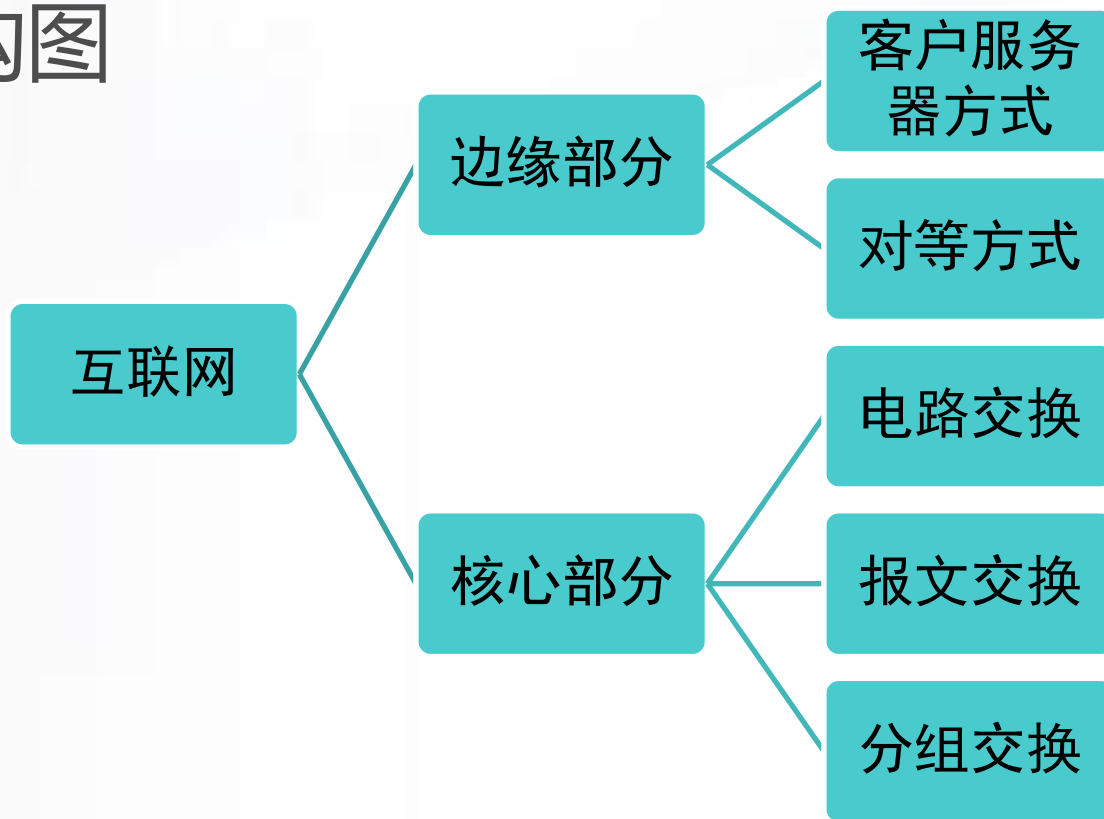 图
客户服务
器方式
边缘部分
对等方式
互联网
电路交换
核心部分
报文交换
分组交换